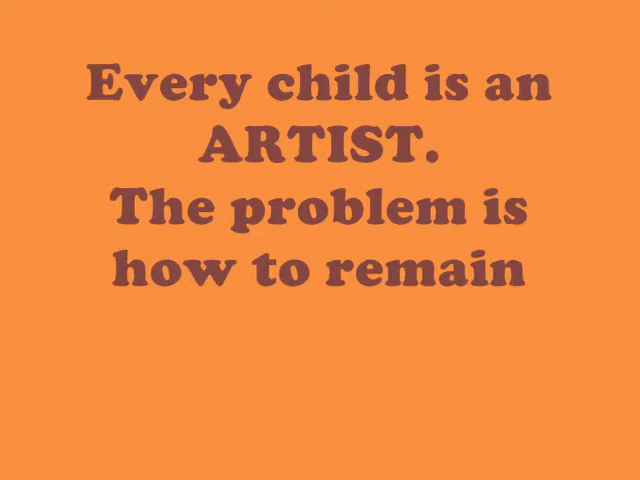 Every child is an
ARTIST.
The problem is
how to remain